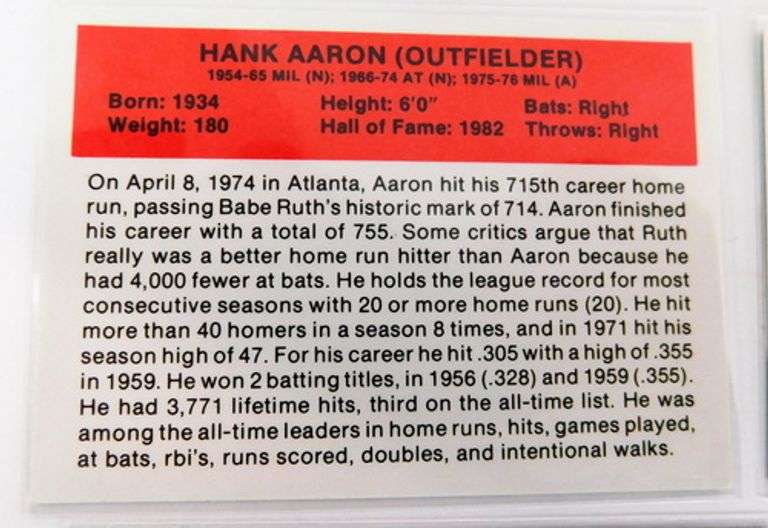 HANK AARON (OUTFIELDER)
1954-65 MIL (N); 1966-74 AT (N); 1975-76 MIL (A)
Born: 1934 Height: 6'0" Bats: Right
Weight: 180 Hall of Fame: 1982 Throws: Right
On April 8, 1974 in Atlanta, Aaron hit his 715th career home
run, passing Babe Ruth's historic mark of 714. Aaron finished
his career with a total of 755. Some critics argue that Ruth
really was a better home run hitter than Aaron because he
had 4,000 fewer at bats. He holds the league record for most
consecutive seasons with 20 or more home runs (20). He hit
more than 40 homers in a season 8 times, and in 1971 hit his
season high of 47. For his career he hit .305 with a high of .355
in 1959. He won 2 batting titles, in 1956 (.328) and 1959 (.355).
He had 3,771 lifetime hits, third on the all-time list. He was
among the all-time leaders in home runs, hits, games played,
at bats, rbi's, runs scored, doubles, and intentional walks.